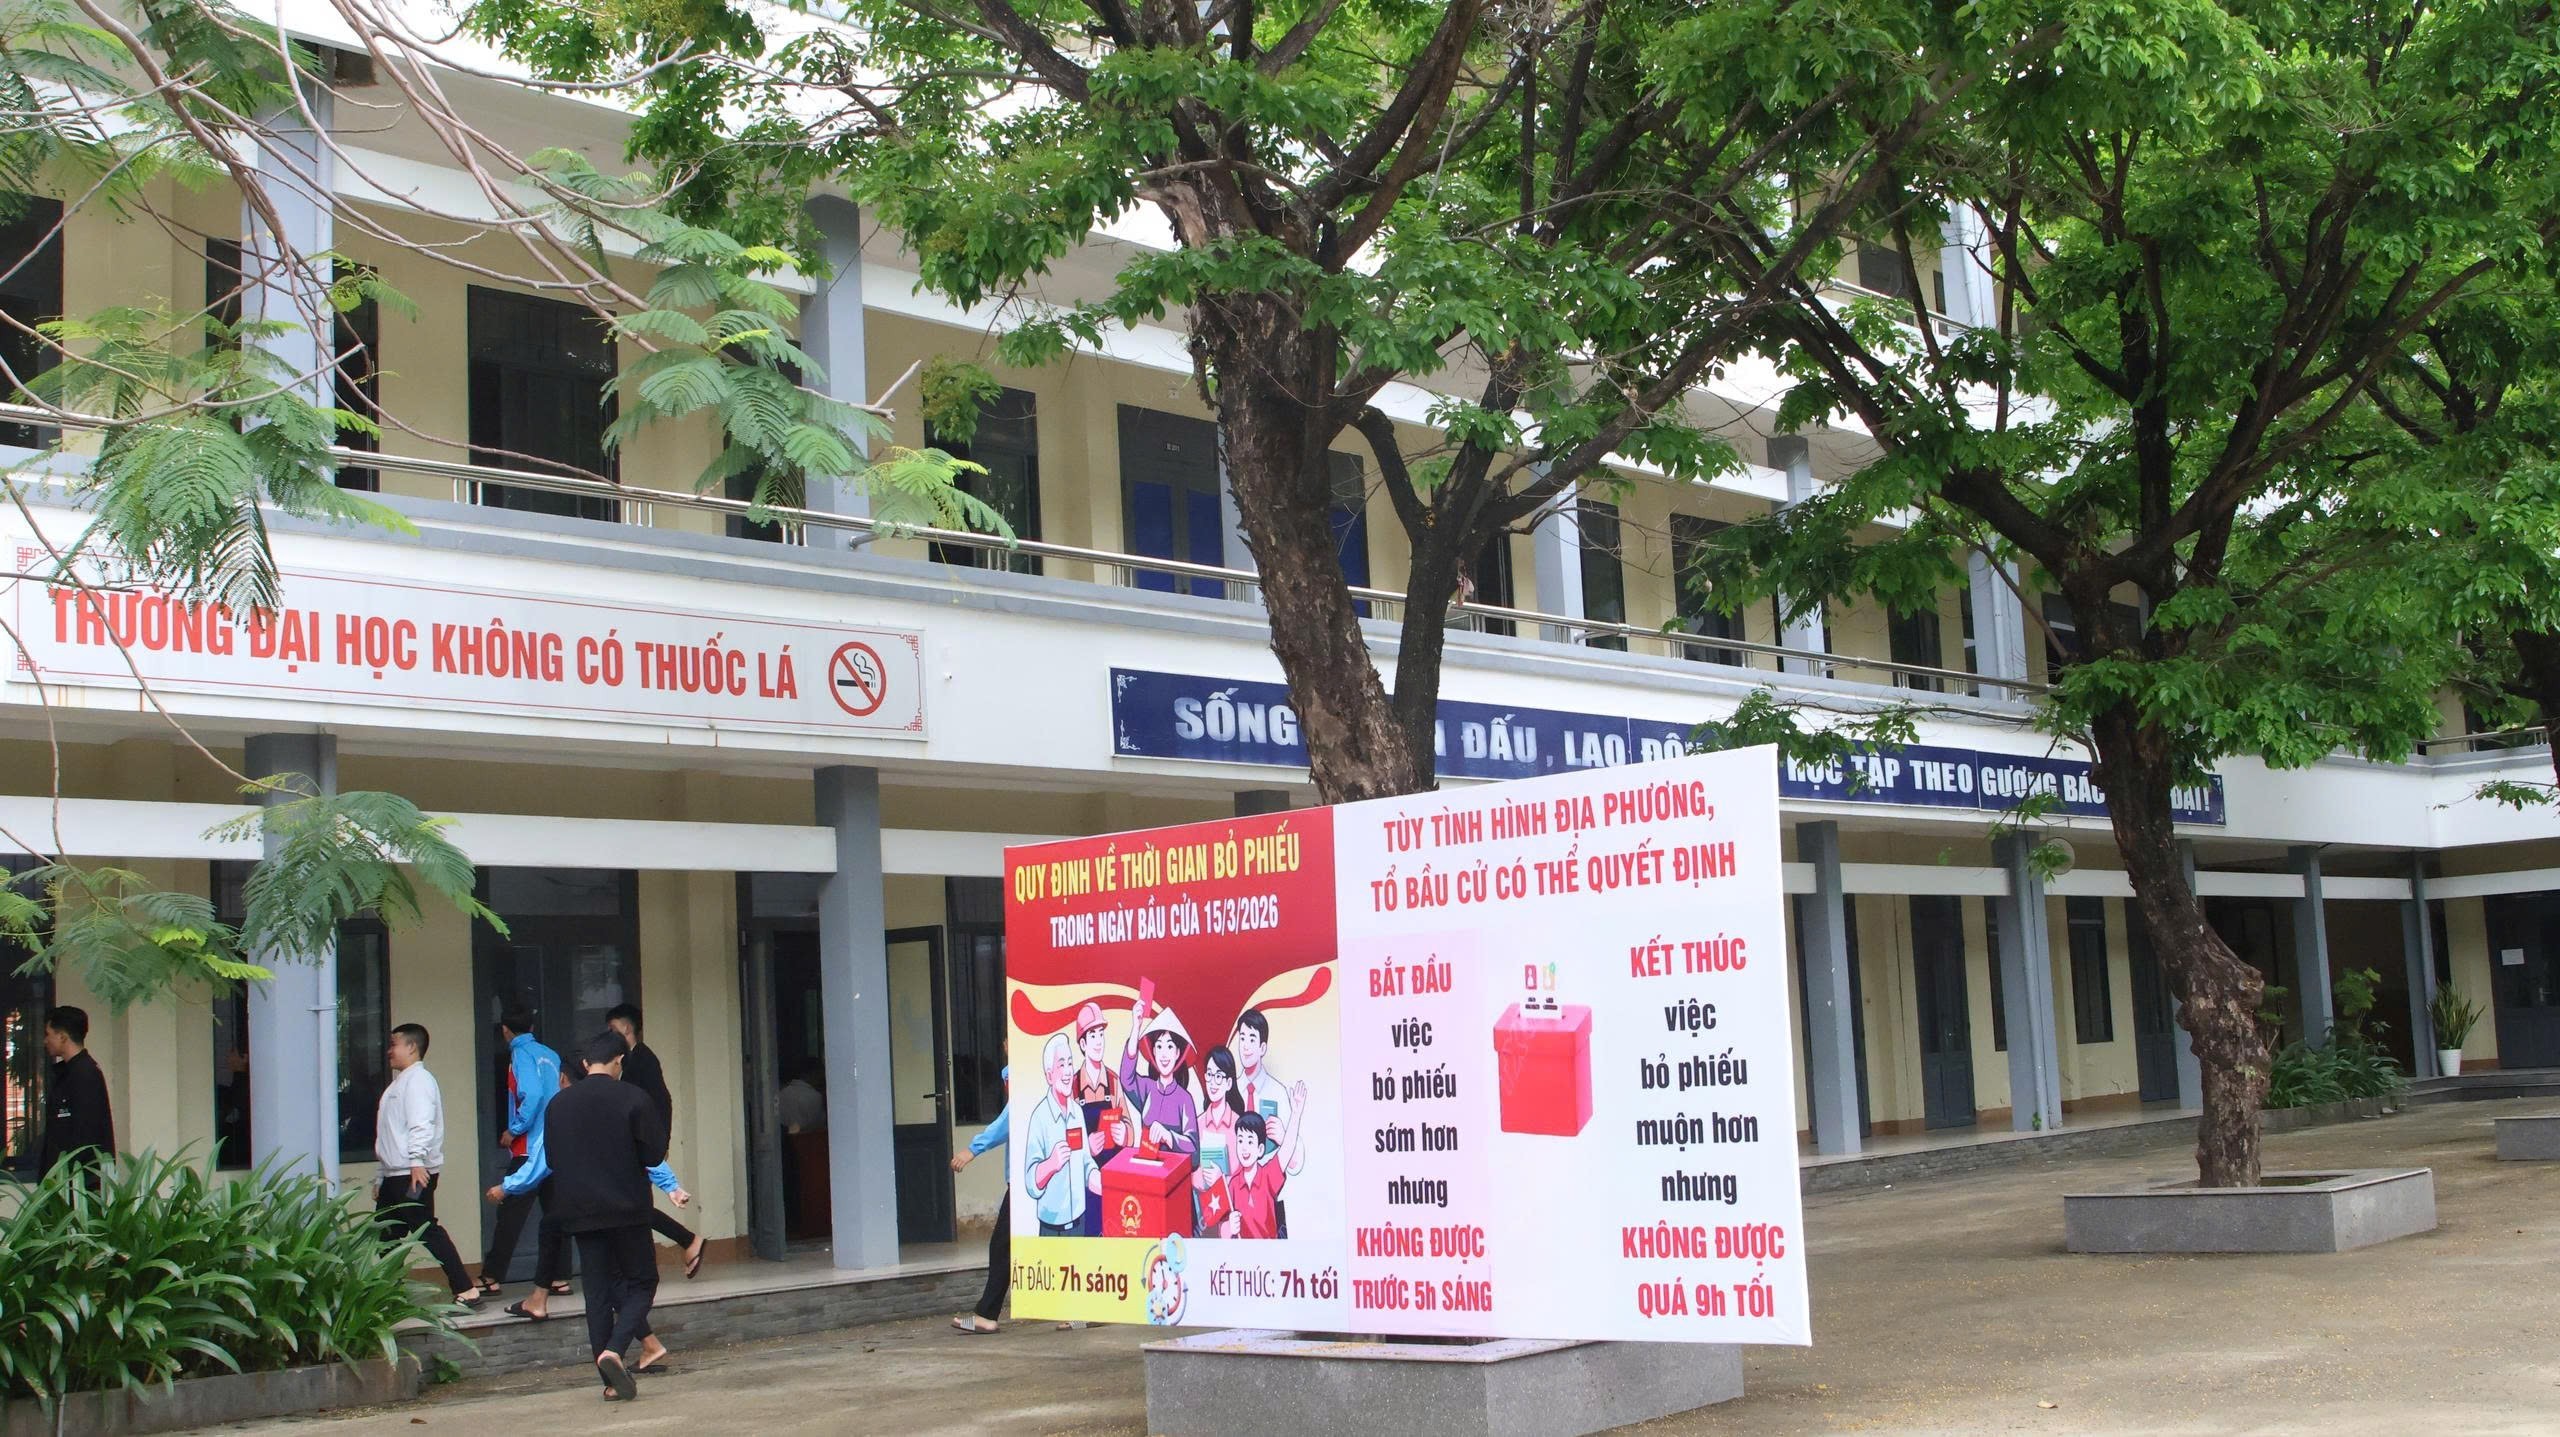 TRƯỜNG ĐẠI HỌC KHÔNG CÓ THUỐC LÁ
SỐNG ĐẤU, LAO HỌC TẬP THEO GƯƠNG BÁC ĐẠI!
QUY ĐỊNH VỀ THỜI GIAN BỎ PHIẾU
TRONG NGÀY BẦU CỬA 15/3/2026
ẮT ĐẦU: 7h sáng
KẾT THÚC: 7h tối
TÙY TÌNH HÌNH ĐỊA PHƯƠNG,
TỔ BẦU CỬ CÓ THỂ QUYẾT ĐỊNH
BẮT ĐẦU
việc
bỏ phiếu
sớm hơn
nhưng
KHÔNG ĐƯỢC
TRƯỚC 5h SÁNG
KẾT THÚC
việc
bỏ phiếu
muộn hơn
nhưng
KHÔNG ĐƯỢC
QUÁ 9h TỐI